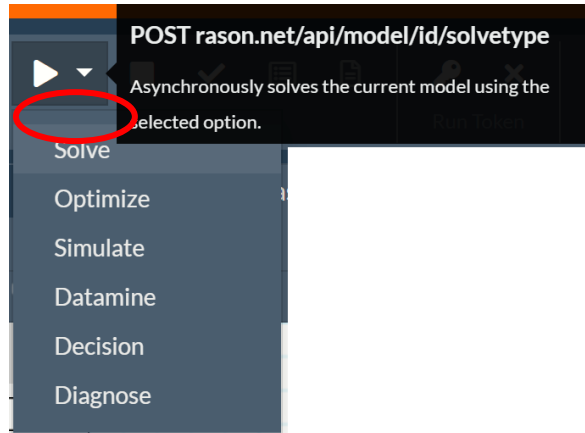 POST rason.net/api/model/id/solvetype
Asynchronously solves the current model using the
selected option.
Run Token
Solve
Optimize
Simulate
Datamine
Decision
Diagnose